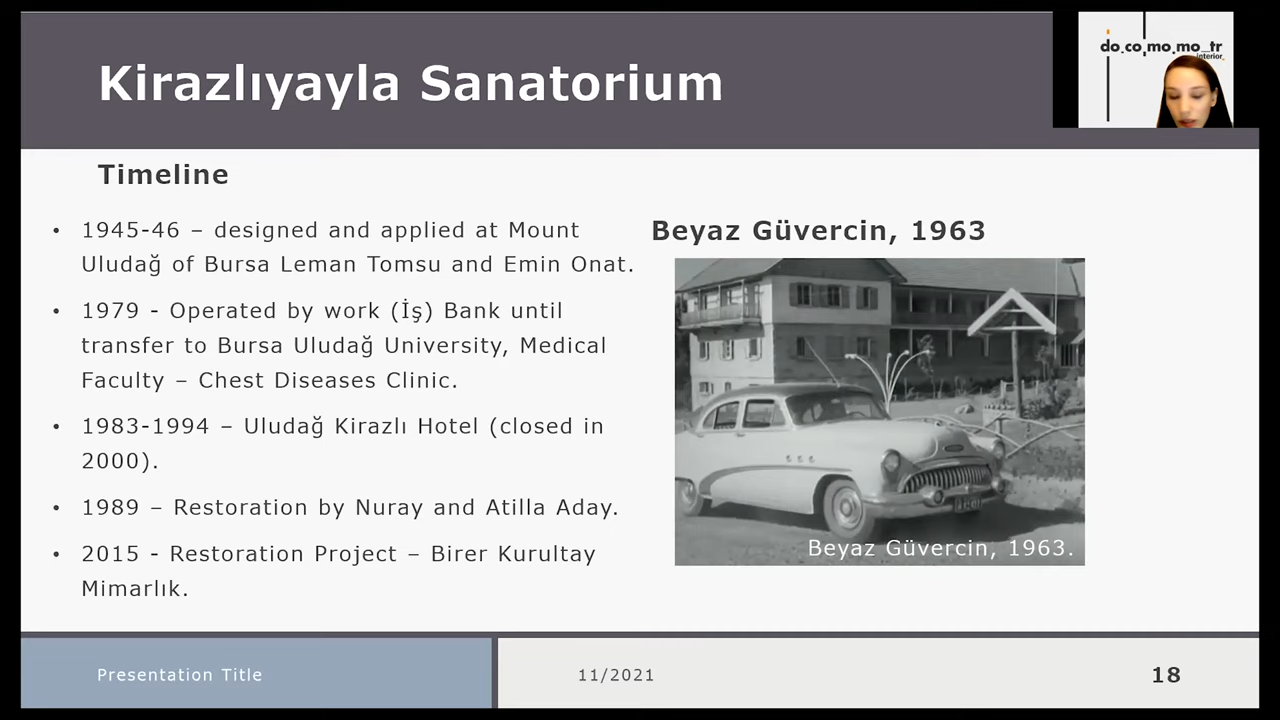 Kirazlıyayla Sanatorium
do_co_mo_mo_tr
interior_
Timeline
• 1945-46 – designed and applied at Mount
Uludağ of Bursa Leman Tomsu and Emin Onat.
• 1979 - Operated by work (İş) Bank until
transfer to Bursa Uludağ University, Medical
Faculty – Chest Diseases Clinic.
• 1983-1994 – Uludağ Kirazlı Hotel (closed in
2000).
• 1989 – Restoration by Nuray and Atilla Aday.
• 2015 - Restoration Project – Birer Kurultay
Mimarlık.
Beyaz Güvercin, 1963
Beyaz Güvercin, 1963.
Presentation Title
11/2021
18